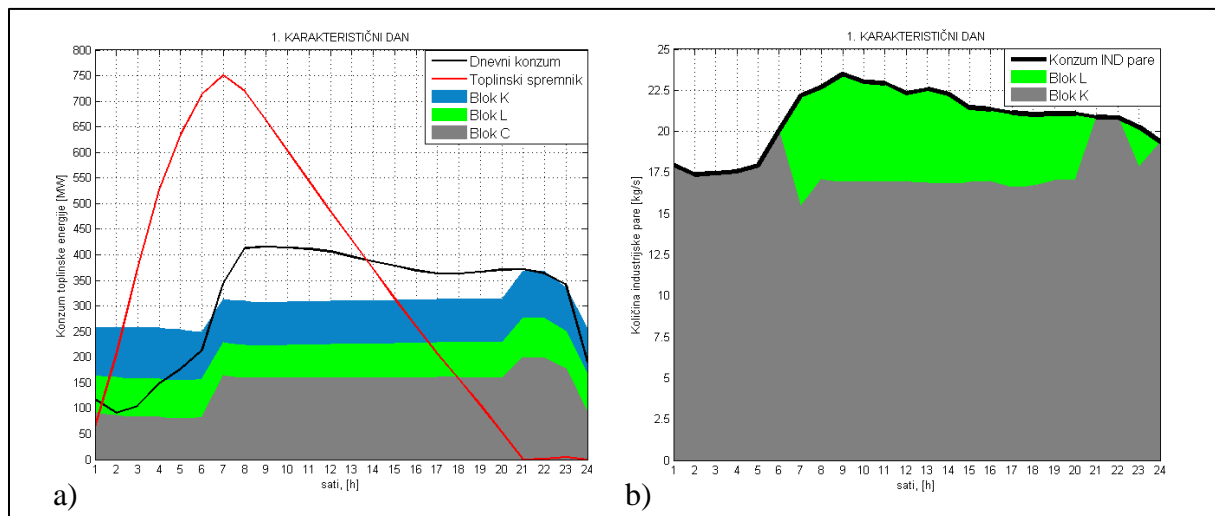 1. KARAKTERISTIČNI DAN
Konzum toplinske energije [MW]
800
750
700
650
600
550
500
450
400
350
300
250
200
150
100
50
0
Dnevni konzum
Toplinski spremnik
Blok K
Blok L
Blok C
1 2 3 4 5 6 7 8 9 10 11 12 13 14 15 16 17 18 19 20 21 22 23 24
sati, [h]
a)
1. KARAKTERISTIČNI DAN
Količina industrijske pare [kg/s]
25
22.5
20
17.5
15
12.5
10
7.5
5
2.5
0
Konzum IND pare
Blok L
Blok K
1 2 3 4 5 6 7 8 9 10 11 12 13 14 15 16 17 18 19 20 21 22 23 24
sati, [h]
b)